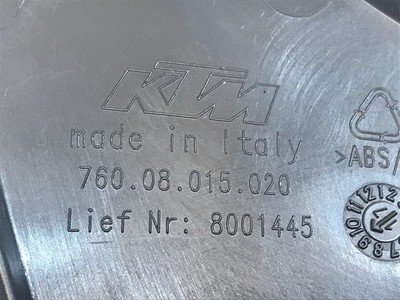 KTM
made in Italy
>ABS/
760.08.015.020
Lief Nr: 8001445